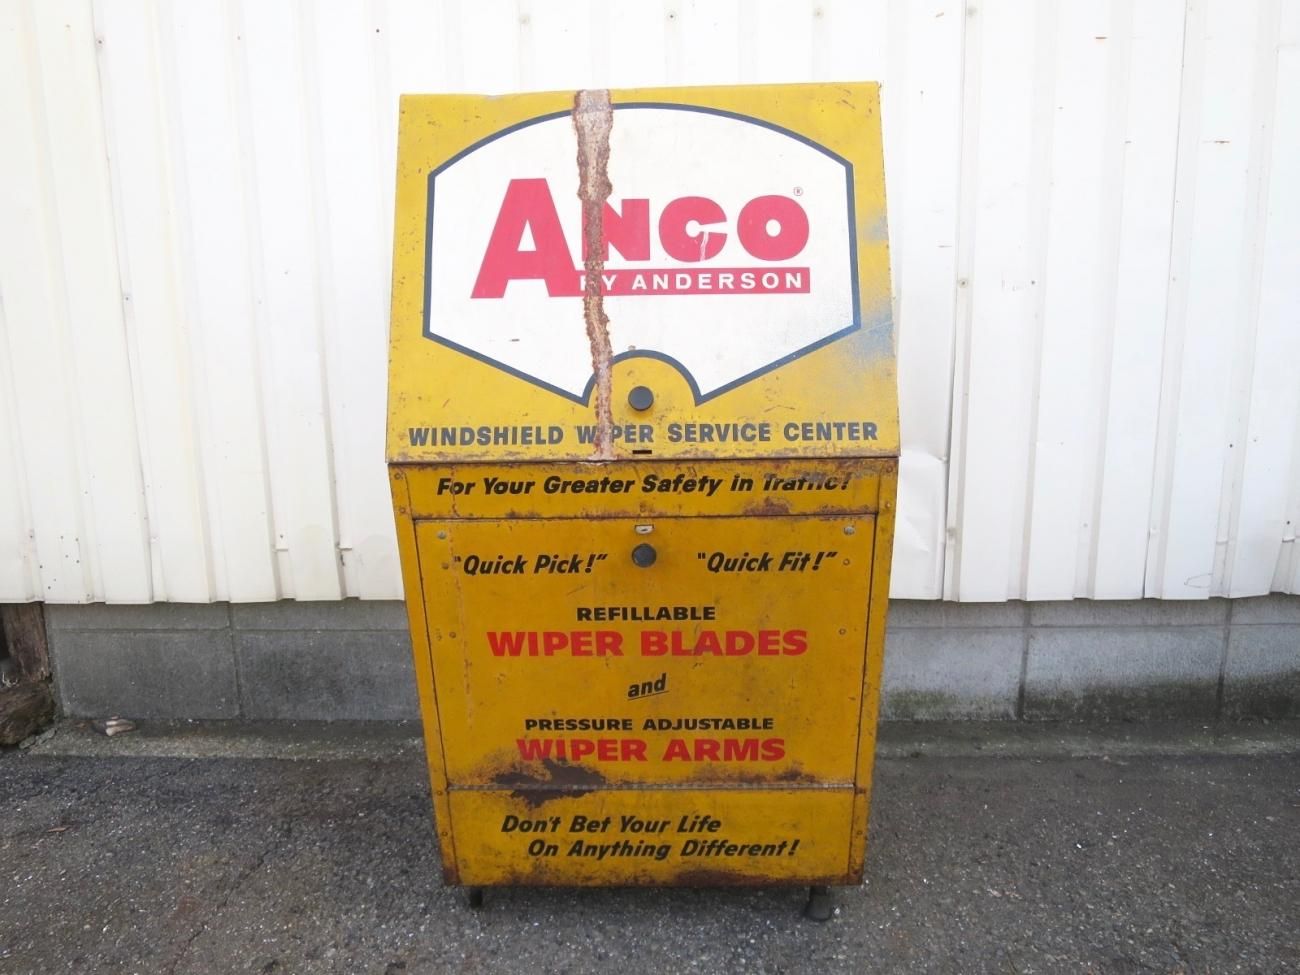 ANCO®
BY ANDERSON
WINDSHIELD WIPER SERVICE CENTER
For Your Greater Safety in Traffic!
"Quick Pick!" "Quick Fit!"
REFILLABLE
WIPER BLADES
and
PRESSURE ADJUSTABLE
WIPER ARMS
Don't Bet Your Life
On Anything Different!